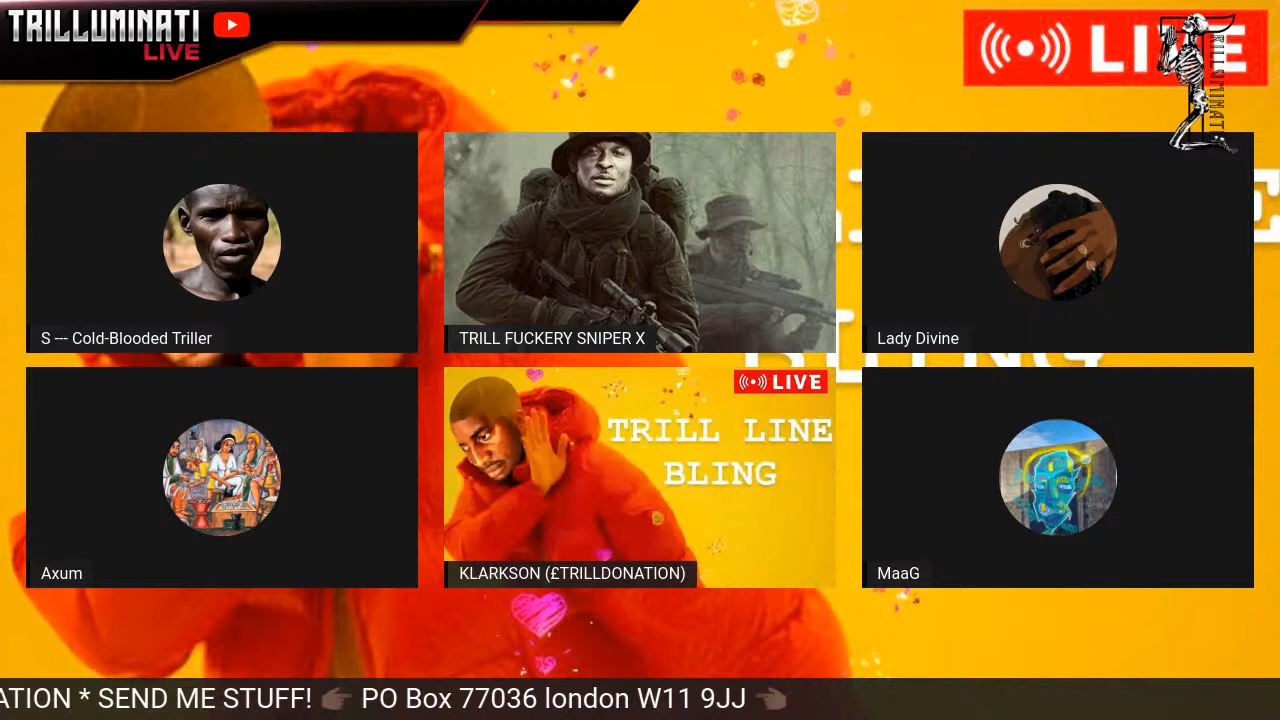 TRILLUMINATI
LIVE
LIVE
TRILLUMINATI
S --- Cold-Blooded Triller
TRILL FUCKERY SNIPER X
Lady Divine
LIVE
TRILL LINE
BLING
Axum
KLARKSON (£TRILLDONATION)
MaaG
ATION * SEND ME STUFF! 👉🏿 PO Box 77036 london W11 9JJ 👈🏿